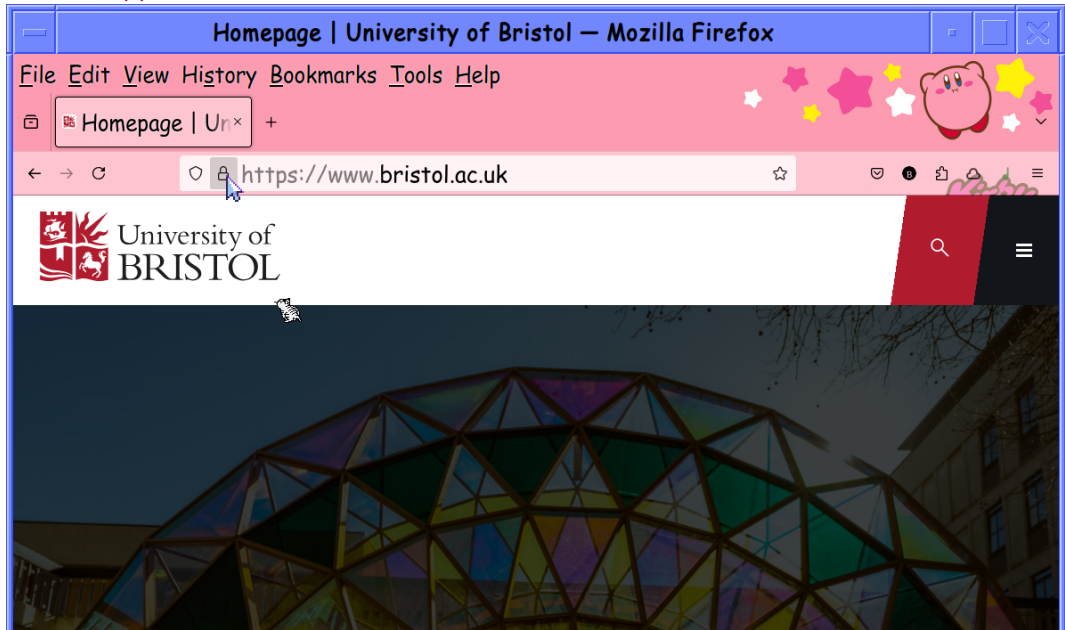 Homepage | University of Bristol — Mozilla Firefox
File Edit View History Bookmarks Tools Help
Homepage | Un
https://www.bristol.ac.uk
B
Kirby
University of
BRISTOL